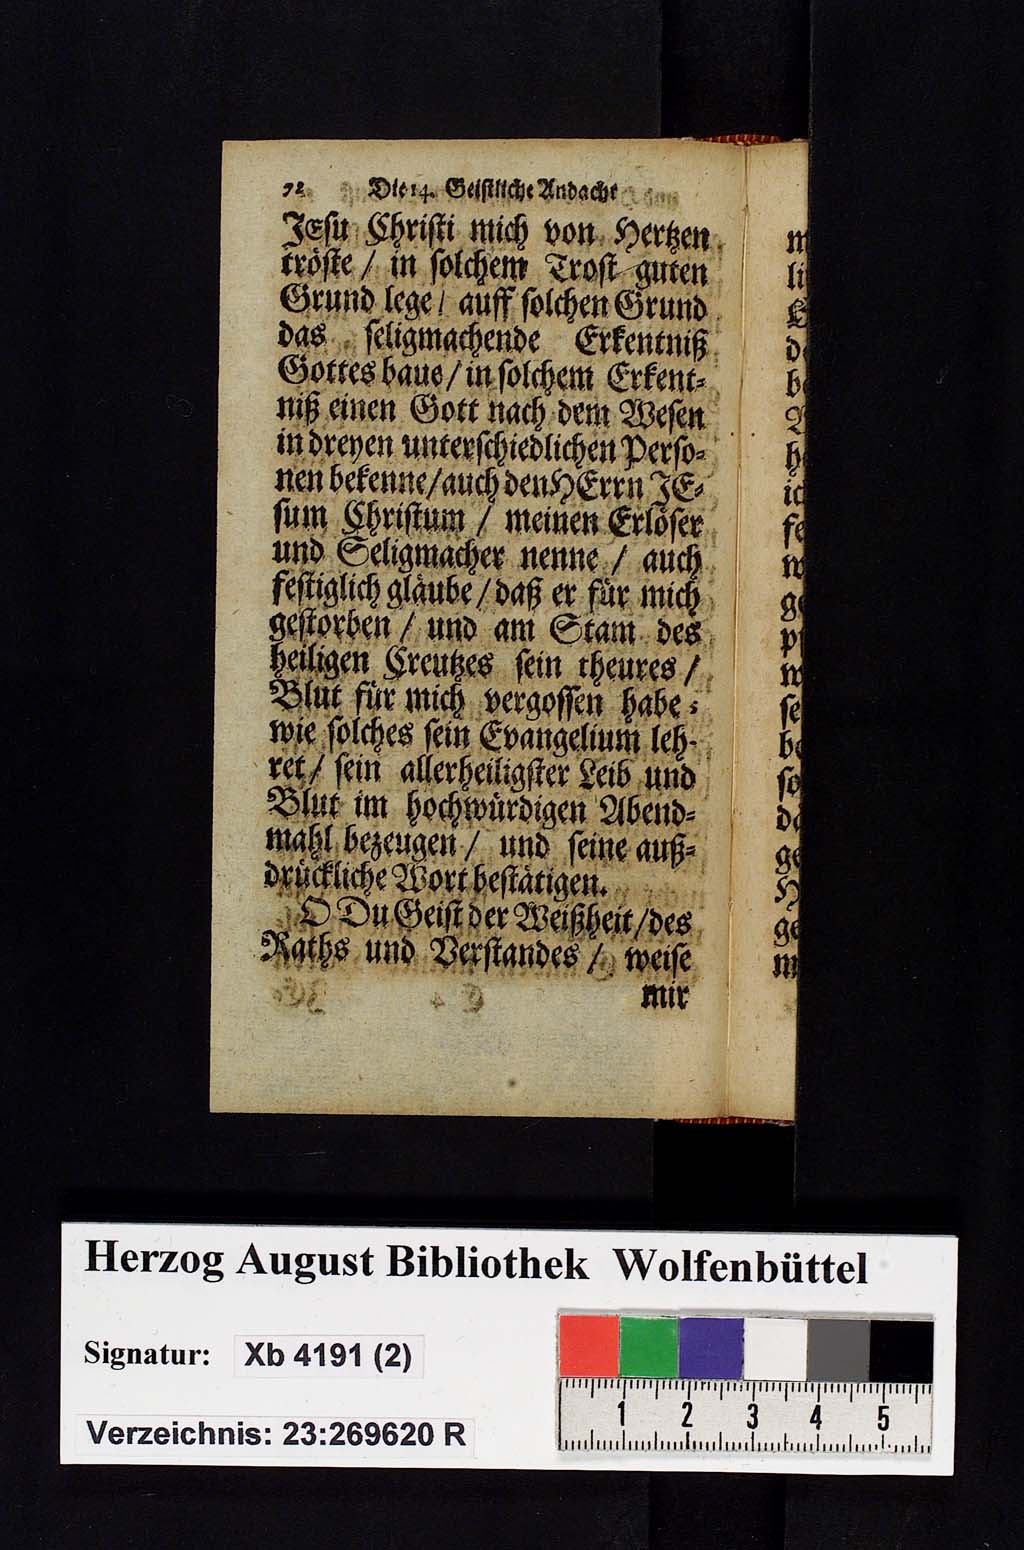 72 Die 14. Geistliche Andacht
JEsu Christi mich von Hertzen
tröste / in solchem Trost guten
Grund lege / auff solchen Grund
das seligmachende Erkentniß
Gottes baue / in solchem Erkent-
niß einen Gott nach dem Wesen
in dreyen unterschiedlichen Perso-
nen bekenne / auch den HErrn JE-
sum Christum / meinen Erlöser
und Seligmacher nenne / auch
festiglich gläube / daß er für mich
gestorben / und am Stam des
heiligen Creutzes sein theures /
Blut für mich vergossen habe-
wie solches sein Evangelium leh-
ret / sein allerheiligster Leib und
Blut im hochwürdigen Abend-
mahl bezeugen / und seine auß-
drückliche Wort bestätigen.
O Du Geist der Weißheit / des
Raths und Verstandes / weise
mir
Herzog August Bibliothek Wolfenbüttel
Signatur: Xb 4191 (2)
Verzeichnis: 23:269620 R
1 2 3 4 5